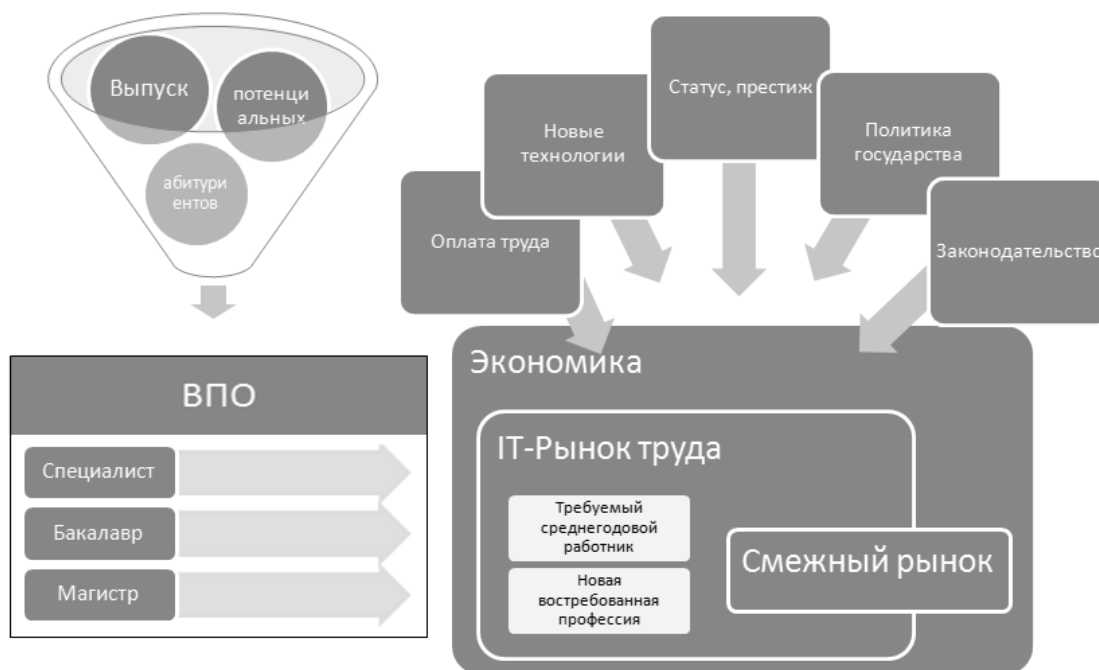 Выпуск
потенци
альных
абитури
ентов
ВПО
Специалист
Бакалавр
Магистр
Оплата труда
Новые
технологии
Статус, престиж
Политика
государства
Законодательство
Экономика
IT-Рынок труда
Требуемый
среднегодовой
работник
Новая
востребованная
профессия
Смежный рынок